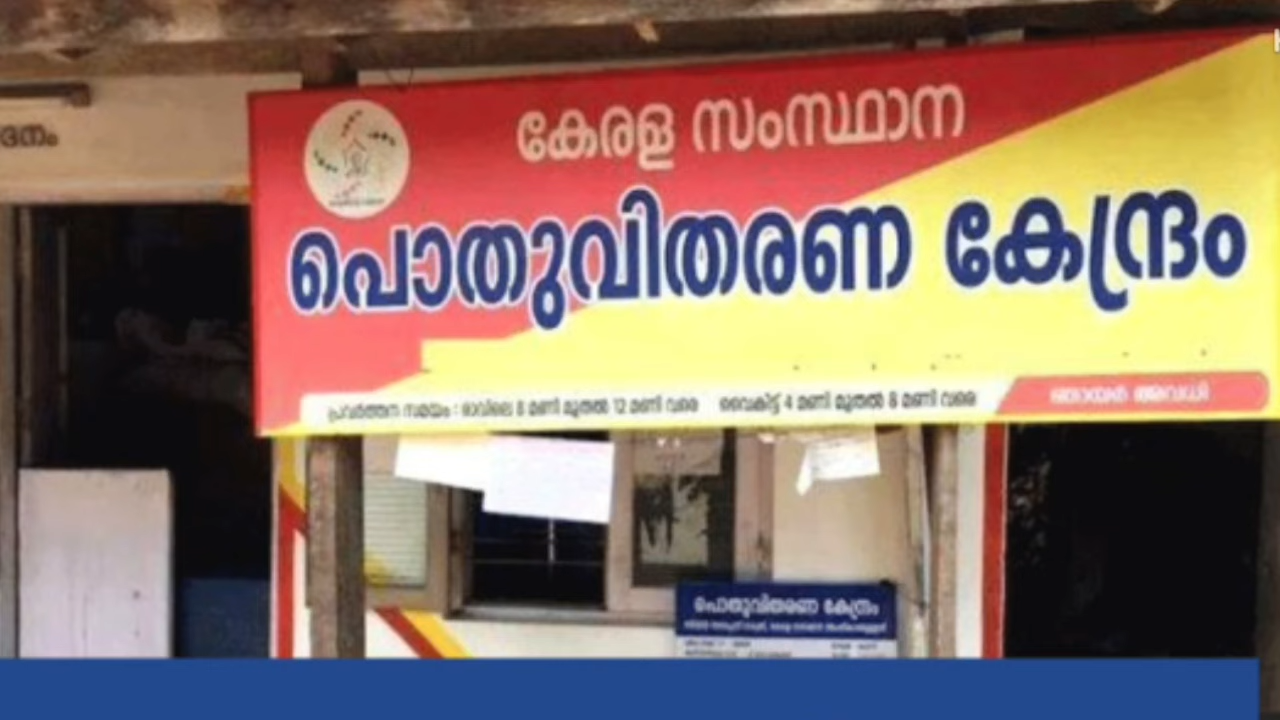 കേരള സംസ്ഥാന
പൊതുവിതരണ കേന്ദ്രം
പ്രവർത്തന സമയം : രാവിലെ 8 മണി മുതൽ 12 മണി വരെ വൈകിട്ട് 4 മണി മുതൽ 8 മണി വരെ
ഞായർ അവധി
പൊതുവിതരണ കേന്ദ്രം